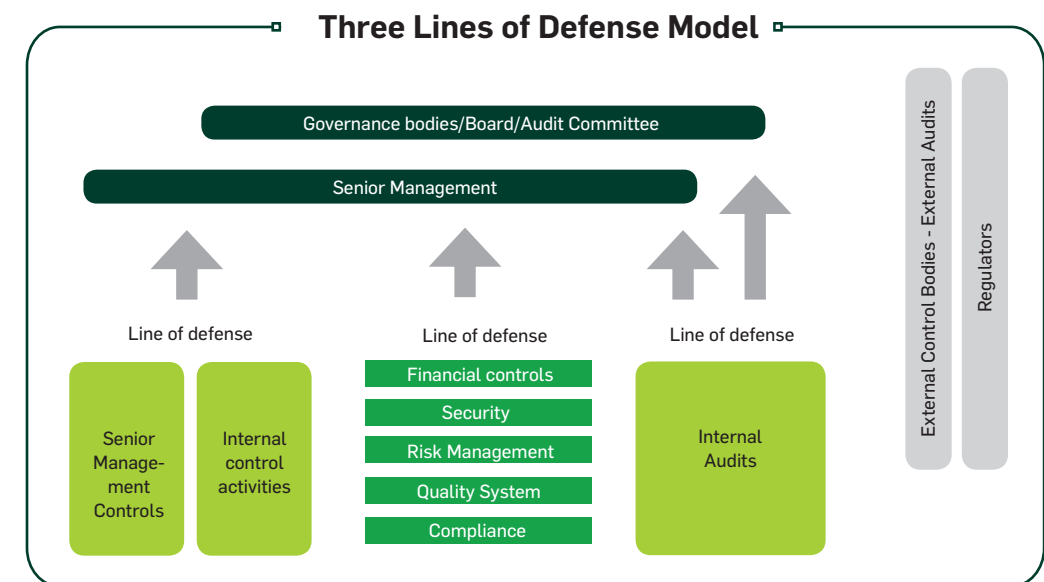 Three Lines of Defense Model
Governance bodies/Board/Audit Committee
Senior Management
Line of defense
Senior
Manage-
ment
Controls
Internal
control
activities
Line of defense
Financial controls
Security
Risk Management
Quality System
Compliance
Line of defense
Internal
Audits
External Control Bodies - External Audits
Regulators